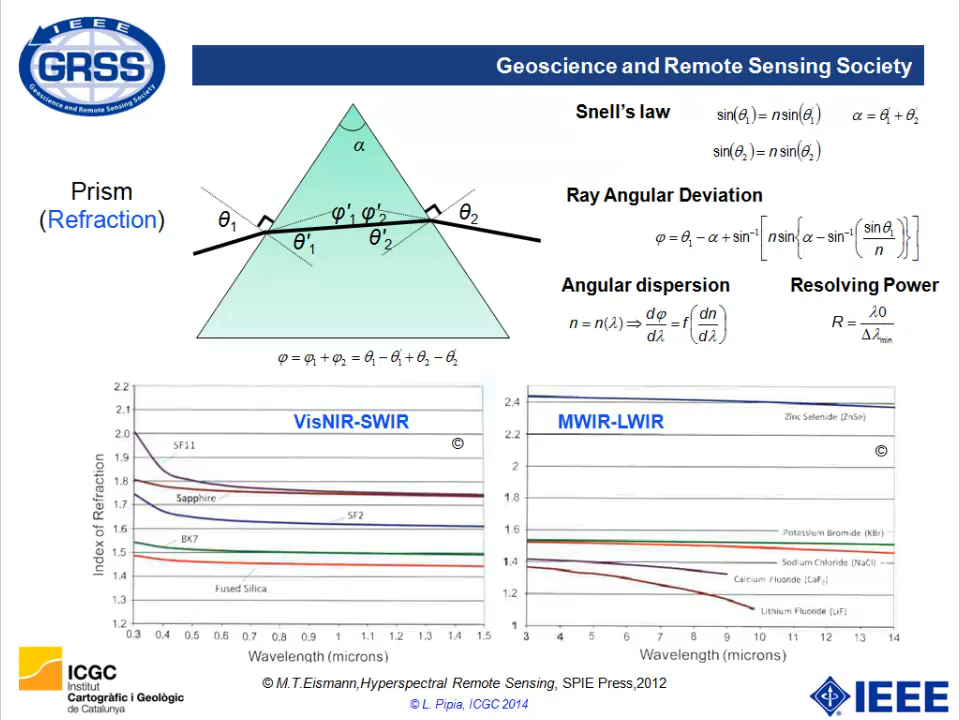 IEEE
GRSS
Geoscience and Remote Sensing Society
Geoscience and Remote Sensing Society
Snell's law
sin(θ1) = n sin(θ'1)   α = θ'1 + θ'2
sin(θ2) = n sin(θ'2)
α
Prism
(Refraction)
θ1
φ'1 φ'2
θ2
θ'1
θ'2
Ray Angular Deviation
φ = θ1 − α + sin⁻¹[n sin{α − sin⁻¹(sinθ1/n)}]
Angular dispersion
Resolving Power
n = n(λ) ⇒ dφ/dλ = f(dn/dλ)
R = λ0/Δλmin
φ = φ1 + φ2 = θ1 − θ'1 + θ2 − θ'2
VisNIR-SWIR
©
Index of Refraction
2.2
2.1
2.0
1.9
1.8
1.7
1.6
1.5
1.4
1.3
1.2
SF11
Sapphire
SF2
BK7
Fused Silica
0.3 0.4 0.5 0.6 0.7 0.8 0.9 1 1.1 1.2 1.3 1.4 1.5
Wavelength (microns)
MWIR-LWIR
©
2.4
2.2
2
1.8
1.6
1.4
1.2
1
Zinc Selenide (ZnSe)
Potassium Bromide (KBr)
Sodium Chloride (NaCl)
Calcium Fluoride (CaF2)
Lithium Fluoride (LiF)
3 4 5 6 7 8 9 10 11 12 13 14
Wavelength (microns)
© M.T.Eismann,Hyperspectral Remote Sensing, SPIE Press,2012
© L. Pipia, ICGC 2014
ICGC
Institut
Cartogràfic i Geològic
de Catalunya
IEEE